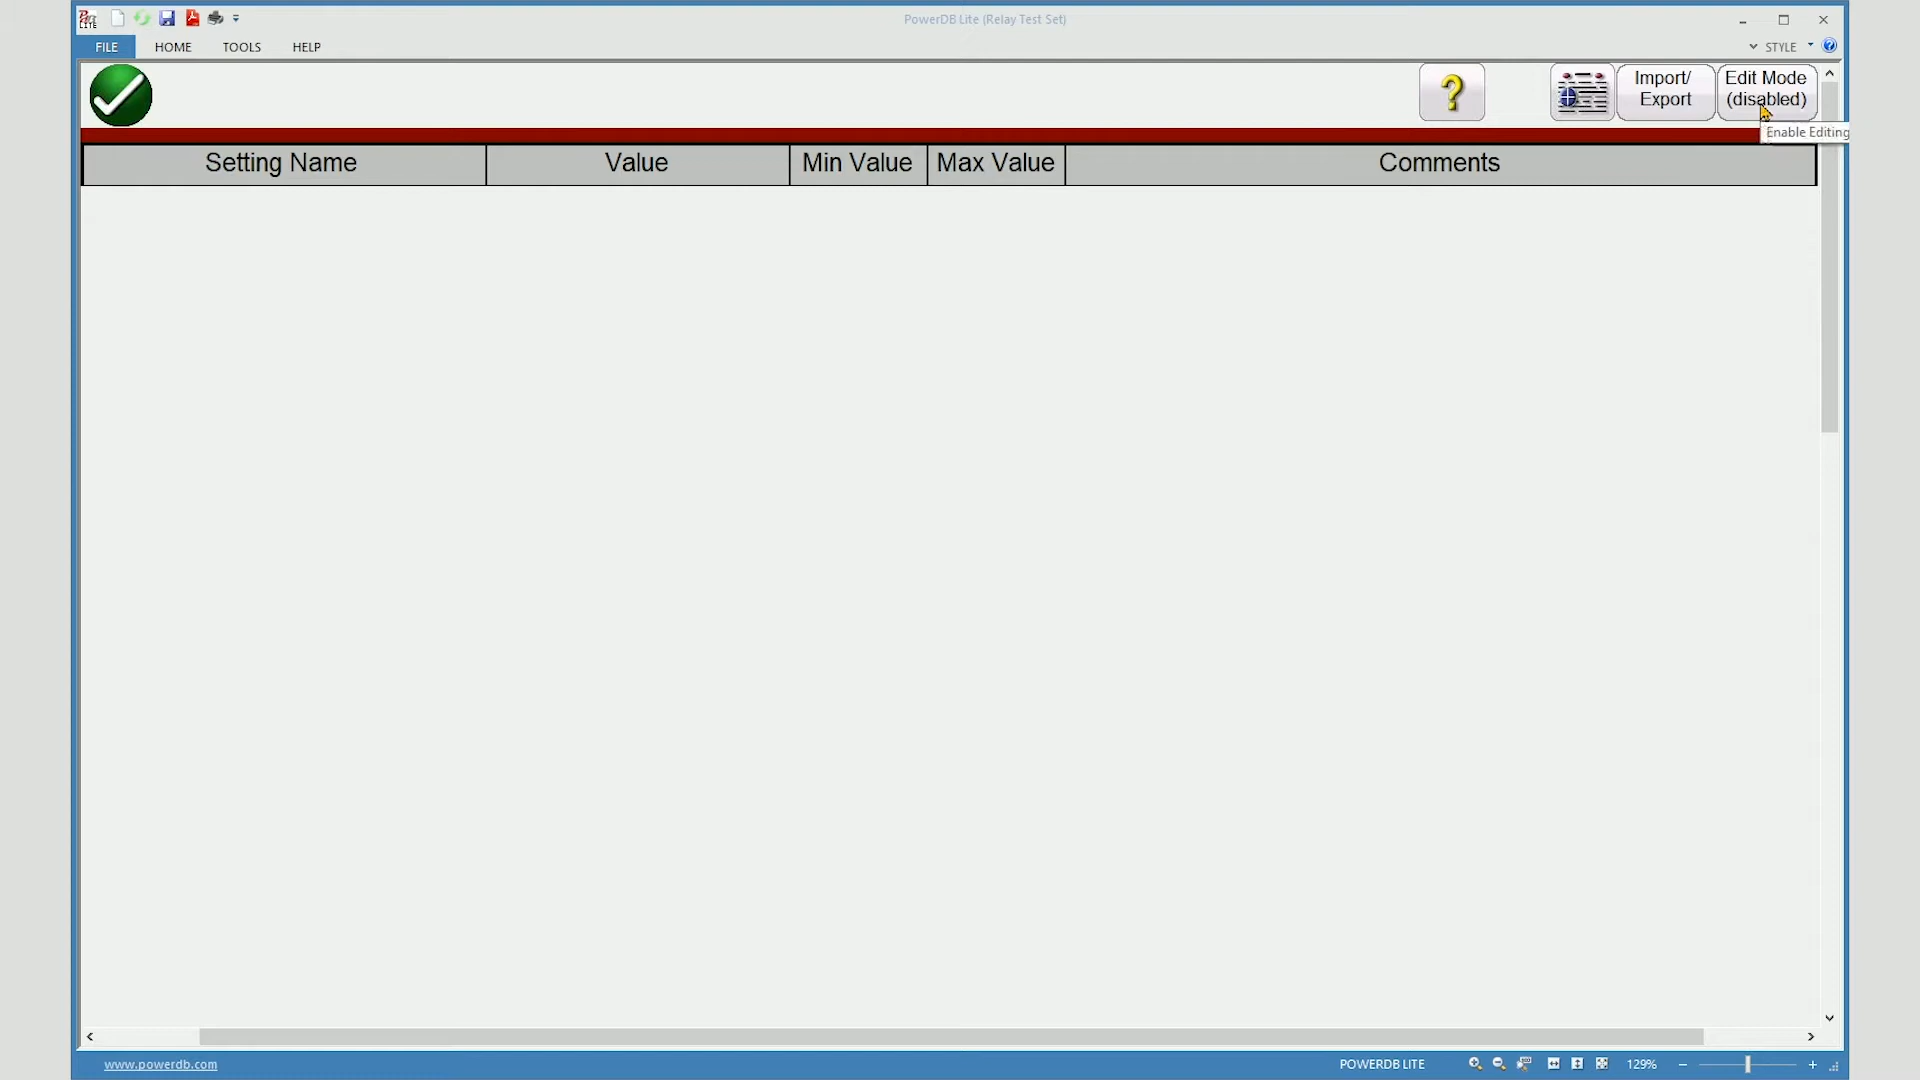 PowerDB Lite (Relay Test Set)
FILE HOME TOOLS HELP STYLE
Import/
Export
Edit Mode
(disabled)
Enable Editing
Setting Name Value Min Value Max Value Comments
www.powerdb.com POWERDB LITE 129%